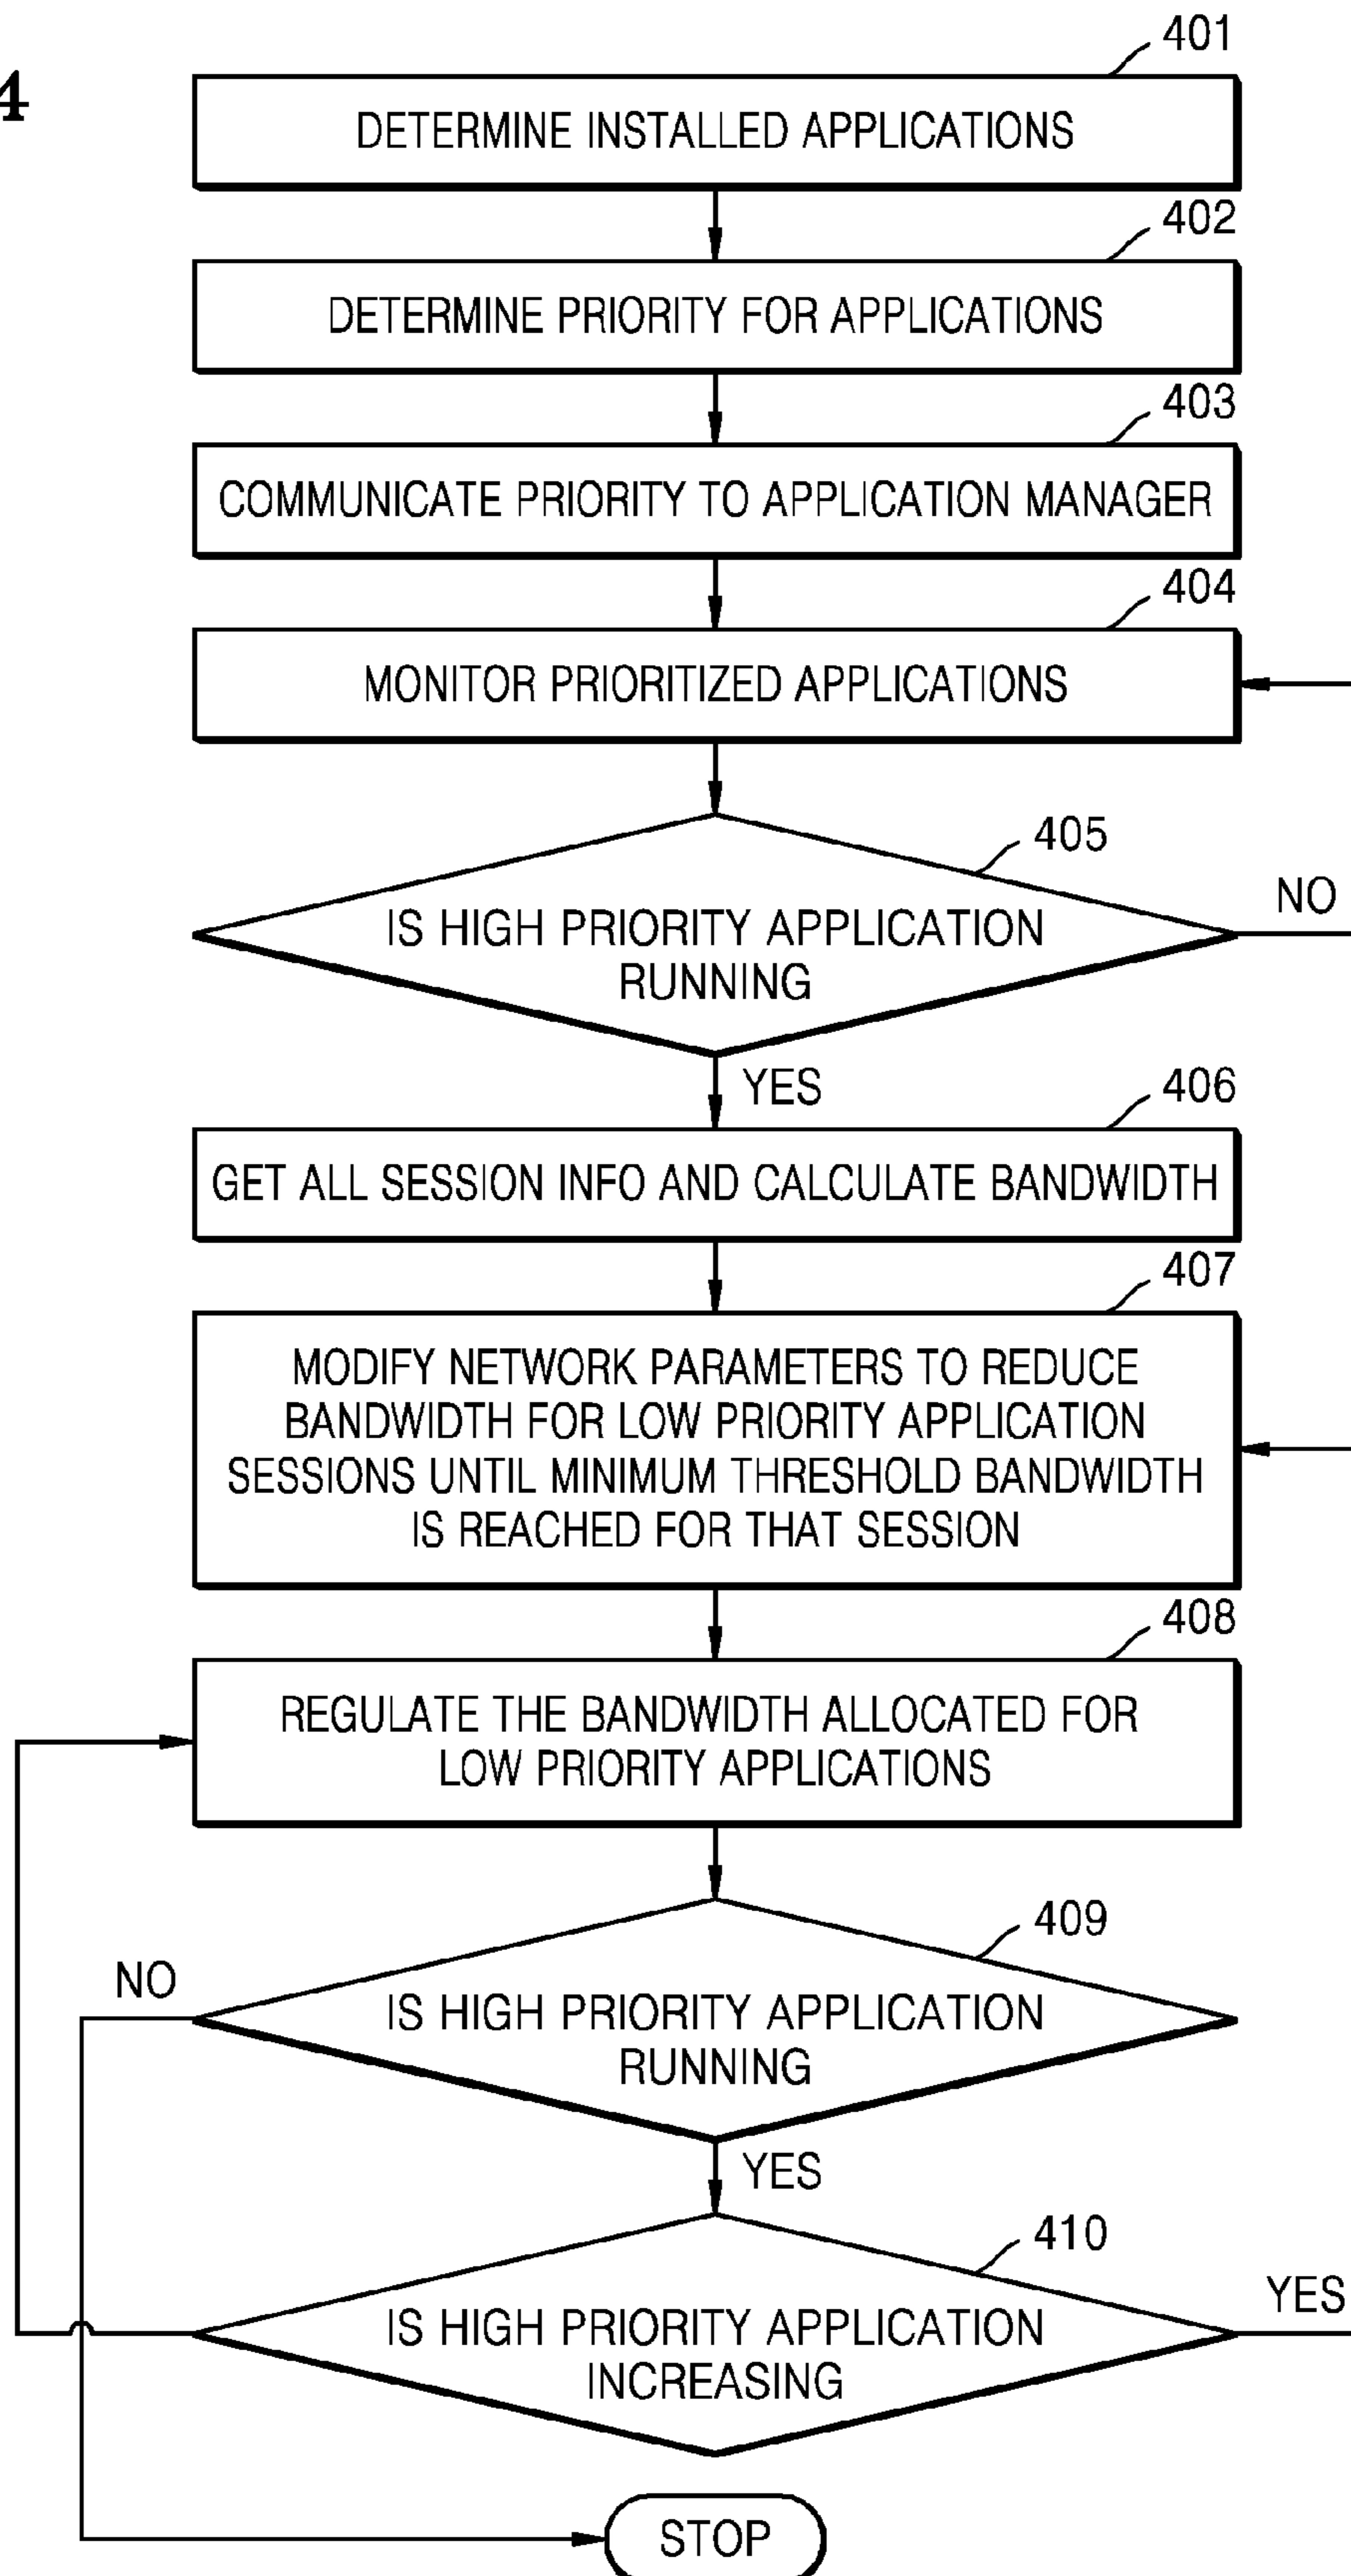 4
401
DETERMINE INSTALLED APPLICATIONS
402
DETERMINE PRIORITY FOR APPLICATIONS
403
COMMUNICATE PRIORITY TO APPLICATION MANAGER
404
MONITOR PRIORITIZED APPLICATIONS
405
NO
IS HIGH PRIORITY APPLICATION
RUNNING
YES
406
GET ALL SESSION INFO AND CALCULATE BANDWIDTH
407
MODIFY NETWORK PARAMETERS TO REDUCE
BANDWIDTH FOR LOW PRIORITY APPLICATION
SESSIONS UNTIL MINIMUM THRESHOLD BANDWIDTH
IS REACHED FOR THAT SESSION
408
REGULATE THE BANDWIDTH ALLOCATED FOR
LOW PRIORITY APPLICATIONS
409
NO
IS HIGH PRIORITY APPLICATION
RUNNING
YES
410
YES
IS HIGH PRIORITY APPLICATION
INCREASING
STOP